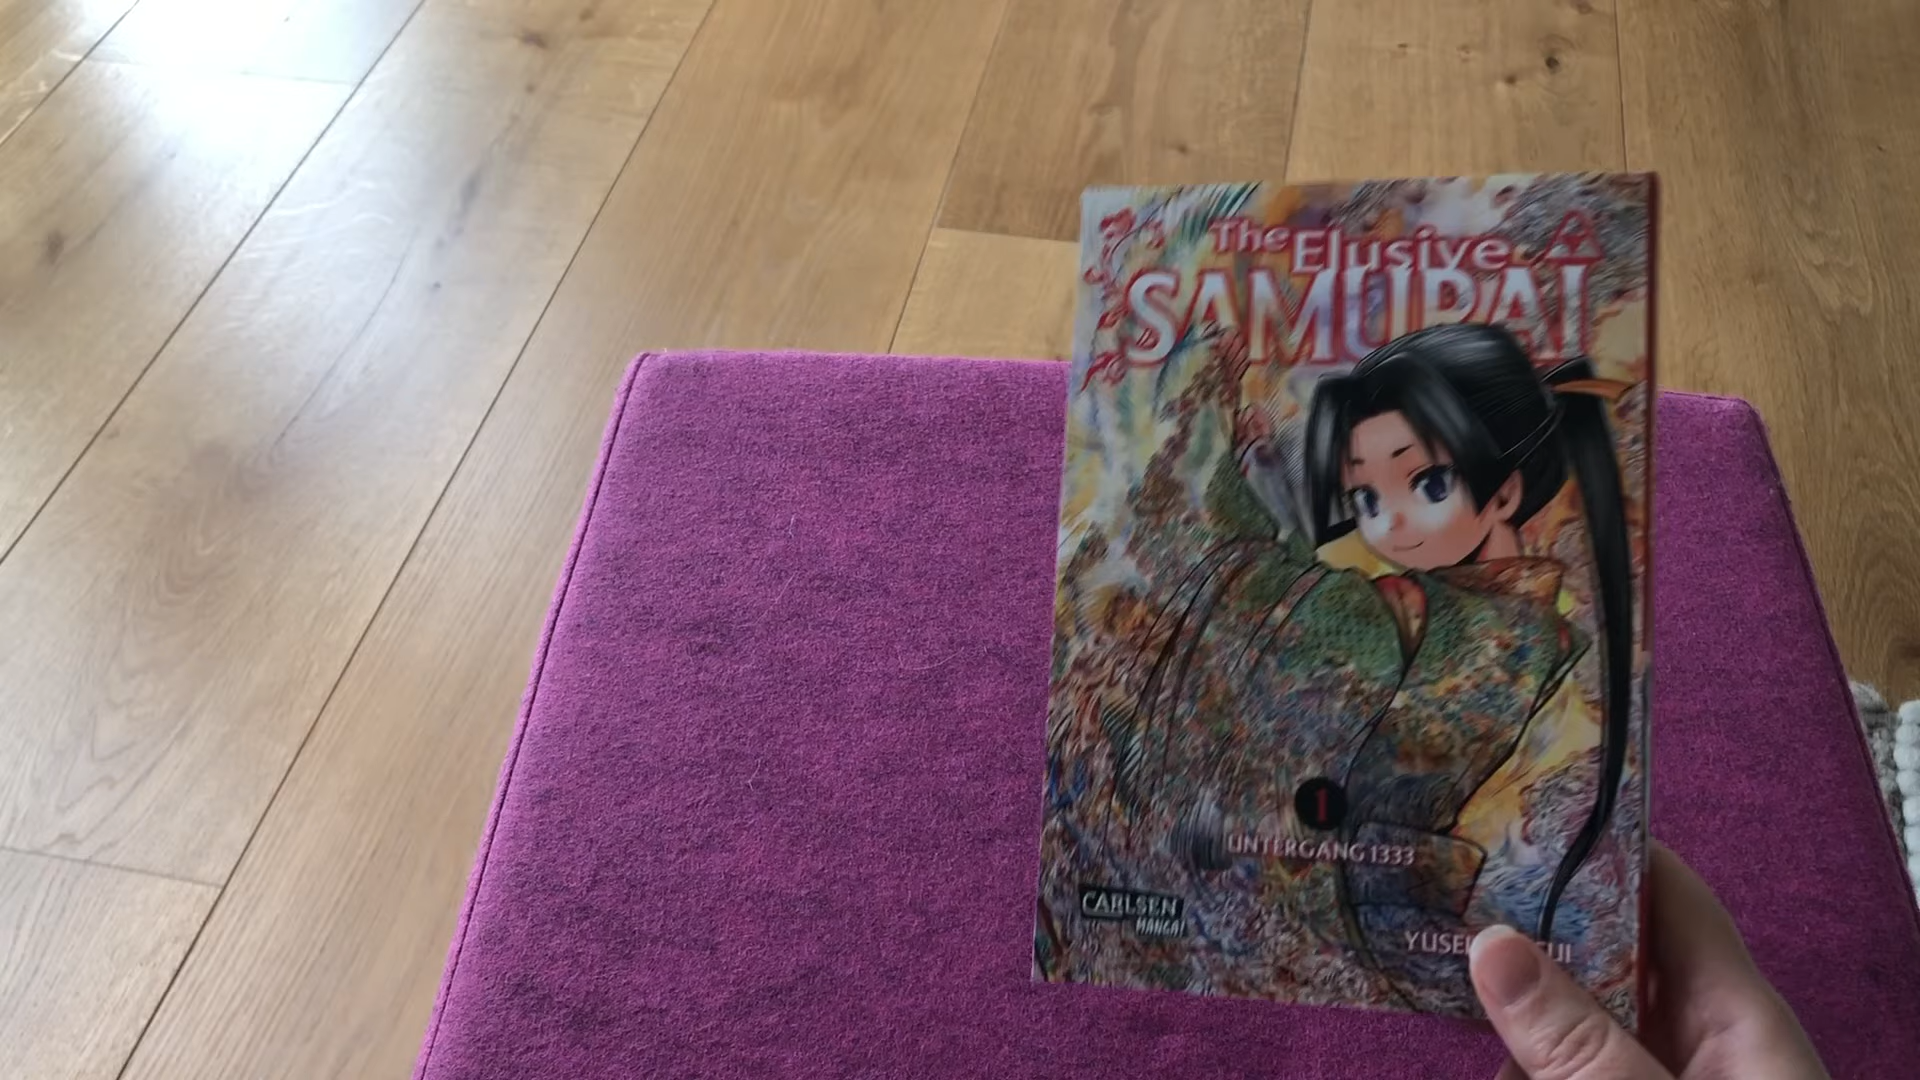 The Elusive
SAMURAI
1
UNTERGANG 1333
CARLSEN
MANGA!